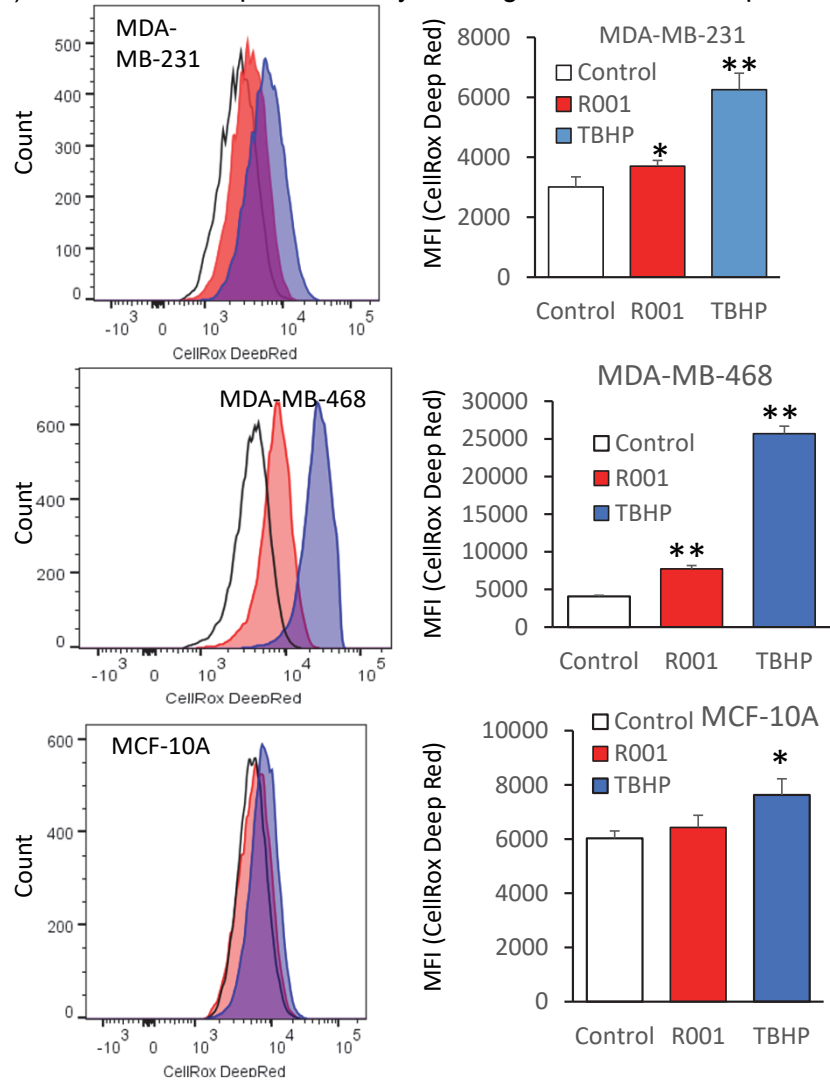 MDA-
MB-231
500
400
300
200
100
0
Count
-10³ 0 10³ 10⁴ 10⁵
CellRox DeepRed
MDA-MB-231
8000
6000
4000
2000
0
MFI (CellRox Deep Red)
Control
R001
TBHP
*
**
Control R001 TBHP
MDA-MB-468
600
400
200
0
Count
-10³ 0 10³ 10⁴ 10⁵
CellRox DeepRed
MDA-MB-468
30000
25000
20000
15000
10000
5000
0
MFI (CellRox Deep Red)
Control
R001
TBHP
**
**
Control R001 TBHP
MCF-10A
600
400
200
0
Count
-10³ 0 10³ 10⁴ 10⁵
CellRox DeepRed
MCF-10A
10000
8000
6000
4000
2000
0
MFI (CellRox Deep Red)
Control
R001
TBHP
*
Control R001 TBHP